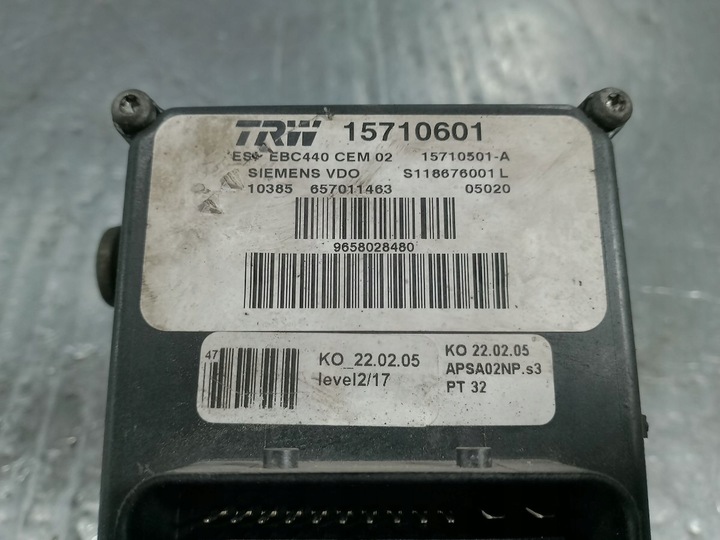 TRW 15710601
ESP EBC440 CEM 02 15710501-A
SIEMENS VDO S118676001 L
10385 657011463 05020
9658028480
47
KO_22.02.05
level2/17
KO 22.02.05
APSA02NP.s3
PT 32